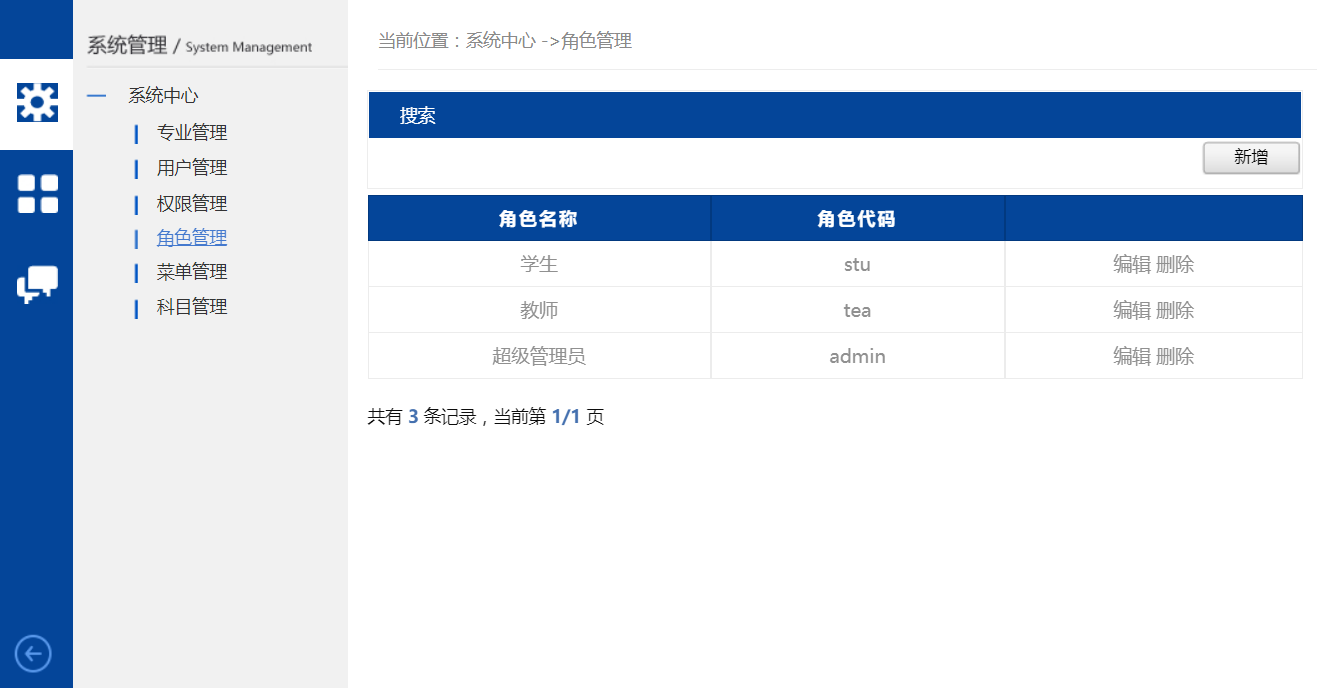 系统管理 / System Management
系统中心
专业管理
用户管理
权限管理
角色管理
菜单管理
科目管理
当前位置：系统中心 ->角色管理
搜索
新增
角色名称 角色代码
学生 stu 编辑 删除
教师 tea 编辑 删除
超级管理员 admin 编辑 删除
共有 3 条记录，当前第 1/1 页